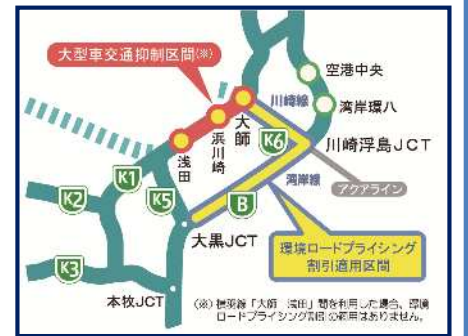 大型車交通抑制区間(※)
空港中央
川崎線
湾岸環八
大師
浜川崎
浅田
K6
川崎浮島JCT
K1
湾岸線
アクアライン
K2
K5
B
大黒JCT
環境ロードプライシング
割引適用区間
K3
本牧JCT
(※) 横羽線「大師 浅田」間を利用した場合、環境
ロードプライシング割引の適用はありません。